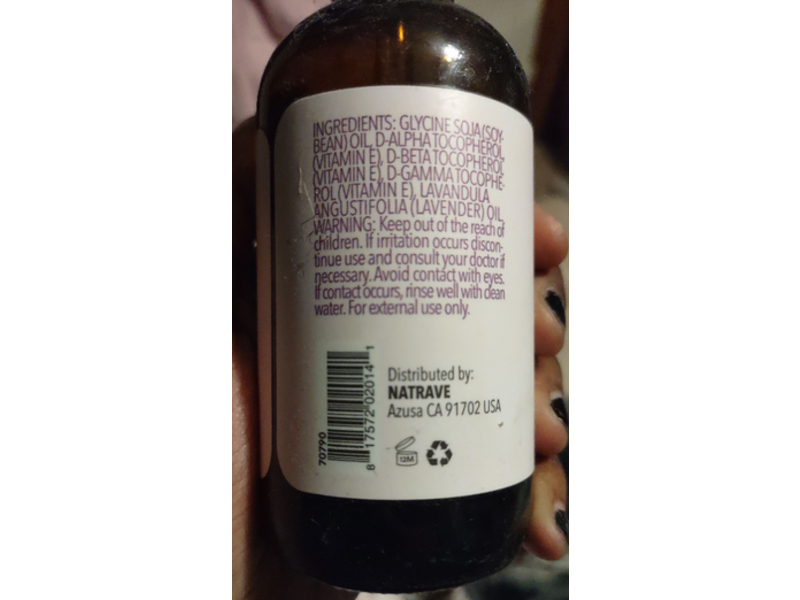 INGREDIENTS: GLYCINE SOJA (SOY-
BEAN) OIL, D-ALPHA TOCOPHEROL
(VITAMIN E), D-BETA TOCOPHEROL
(VITAMIN E), D-GAMMA TOCOPHE-
ROL (VITAMIN E), LAVANDULA
ANGUSTIFOLIA (LAVENDER) OIL.
WARNING: Keep out of the reach of
children. If irritation occurs discon-
tinue use and consult your doctor if
necessary. Avoid contact with eyes.
If contact occurs, rinse well with clean
water. For external use only.
70790
8 17572 02014 1
Distributed by:
NATRAVE
Azusa CA 91702 USA
12M